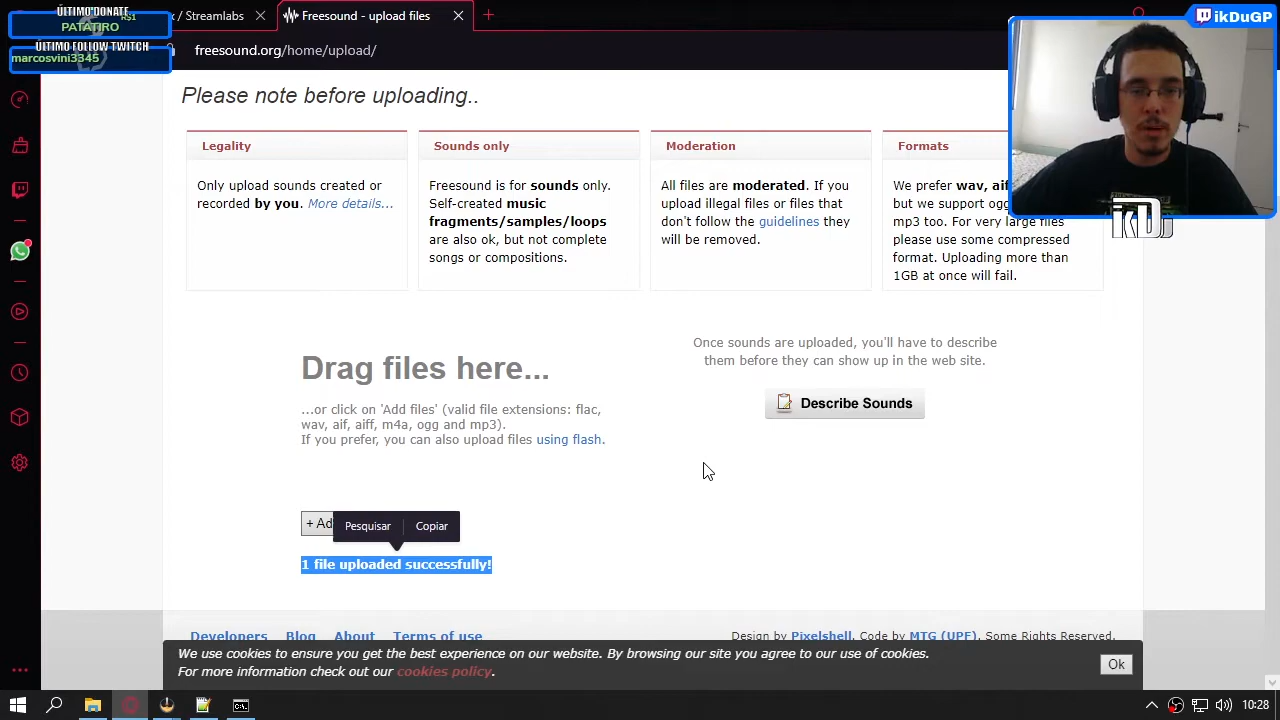 ÚLTIMO DONATE
R$1
PATATIRO
ÚLTIMO FOLLOW TWITCH
marcosvini3345
x / Streamlabs
Freesound - upload files
freesound.org/home/upload/
ikDuGP
Please note before uploading..
Legality
Only upload sounds created or
recorded by you. More details...
Sounds only
Freesound is for sounds only.
Self-created music
fragments/samples/loops
are also ok, but not complete
songs or compositions.
Moderation
All files are moderated. If you
upload illegal files or files that
don't follow the guidelines they
will be removed.
Formats
We prefer wav, aif
but we support ogg
mp3 too. For very large files
please use some compressed
format. Uploading more than
1GB at once will fail.
Drag files here...
...or click on 'Add files' (valid file extensions: flac,
wav, aif, aiff, m4a, ogg and mp3).
If you prefer, you can also upload files using flash.
Once sounds are uploaded, you'll have to describe
them before they can show up in the web site.
Describe Sounds
+ Ad
Pesquisar
Copiar
1 file uploaded successfully!
Developers Blog About Terms of use
Design by Pixelshell, Code by MTG (UPF), Some Rights Reserved.
We use cookies to ensure you get the best experience on our website. By browsing our site you agree to our use of cookies.
For more information check out our cookies policy.
Ok
10:28